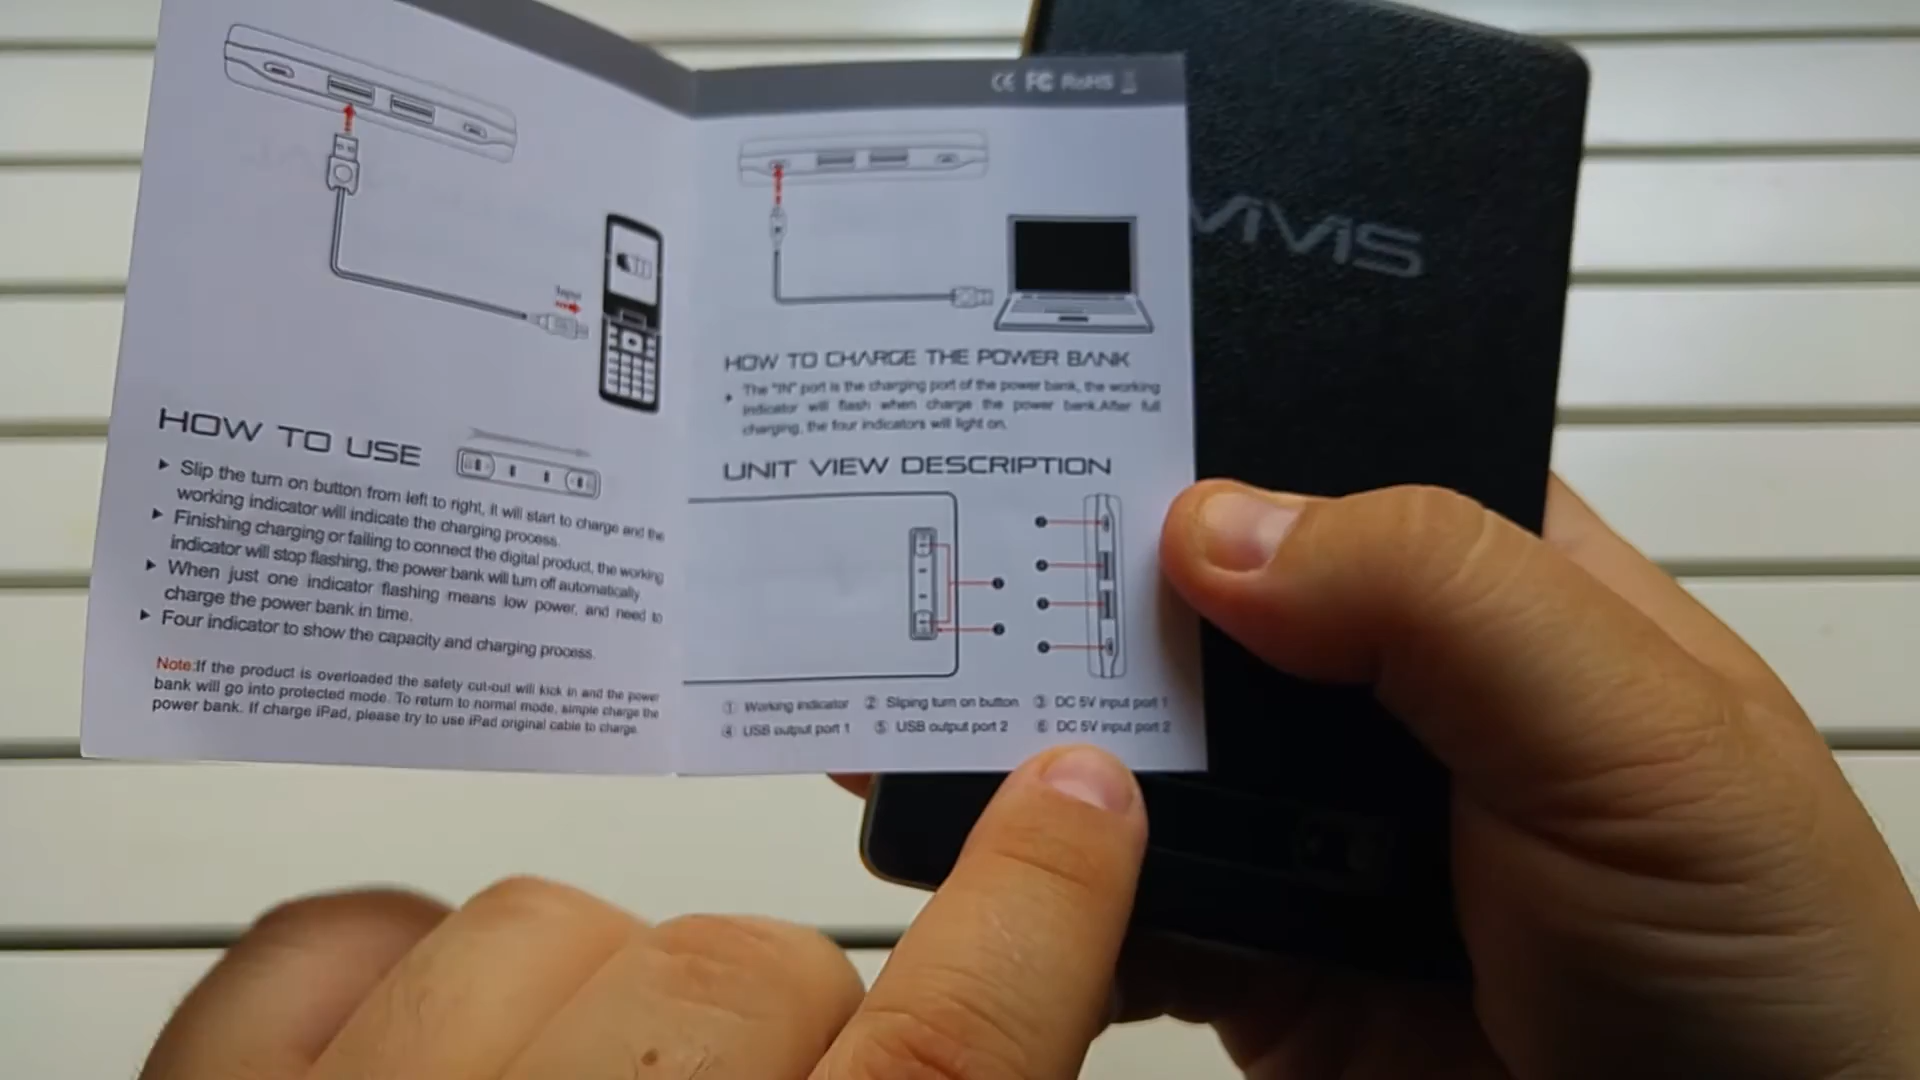 Input
HOW TO USE
▶ Slip the turn on button from left to right, it will start to charge and the
working indicator will indicate the charging process.
▶ Finishing charging or failing to connect the digital product, the working
indicator will stop flashing, the power bank will turn off automatically.
▶ When just one indicator flashing means low power, and need to
charge the power bank in time.
▶ Four indicator to show the capacity and charging process.
Note:If the product is overloaded the safety cut-out will kick in and the power
bank will go into protected mode. To return to normal mode, simple charge the
power bank. If charge iPad, please try to use iPad original cable to charge.
CE FC RoHS
HOW TO CHARGE THE POWER BANK
▶ The "IN" port is the charging port of the power bank, the working
indicator will flash when charge the power bank.After full
charging, the four indicators will light on.
UNIT VIEW DESCRIPTION
① Working indicator ② Sliping turn on button ③ DC 5V input port 1
④ USB output port 1 ⑤ USB output port 2 ⑥ DC 5V input port 2